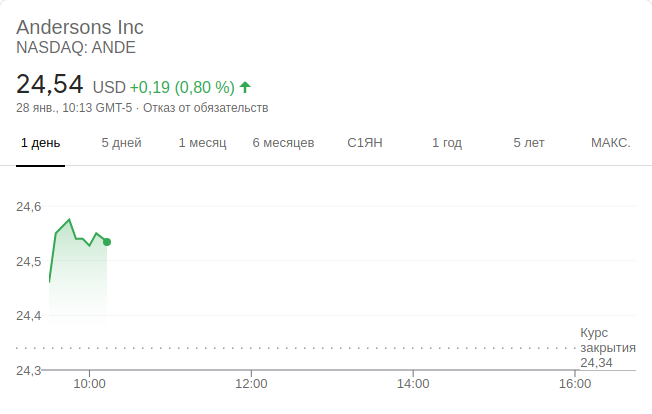 Andersons Inc
NASDAQ: ANDE
24,54 USD +0,19 (0,80 %)
28 янв., 10:13 GMT-5 · Отказ от обязательств
1 день 5 дней 1 месяц 6 месяцев С1ЯН 1 год 5 лет МАКС.
24,6
24,5
24,4
Курс
закрытия
24,34
24,3
10:00 12:00 14:00 16:00